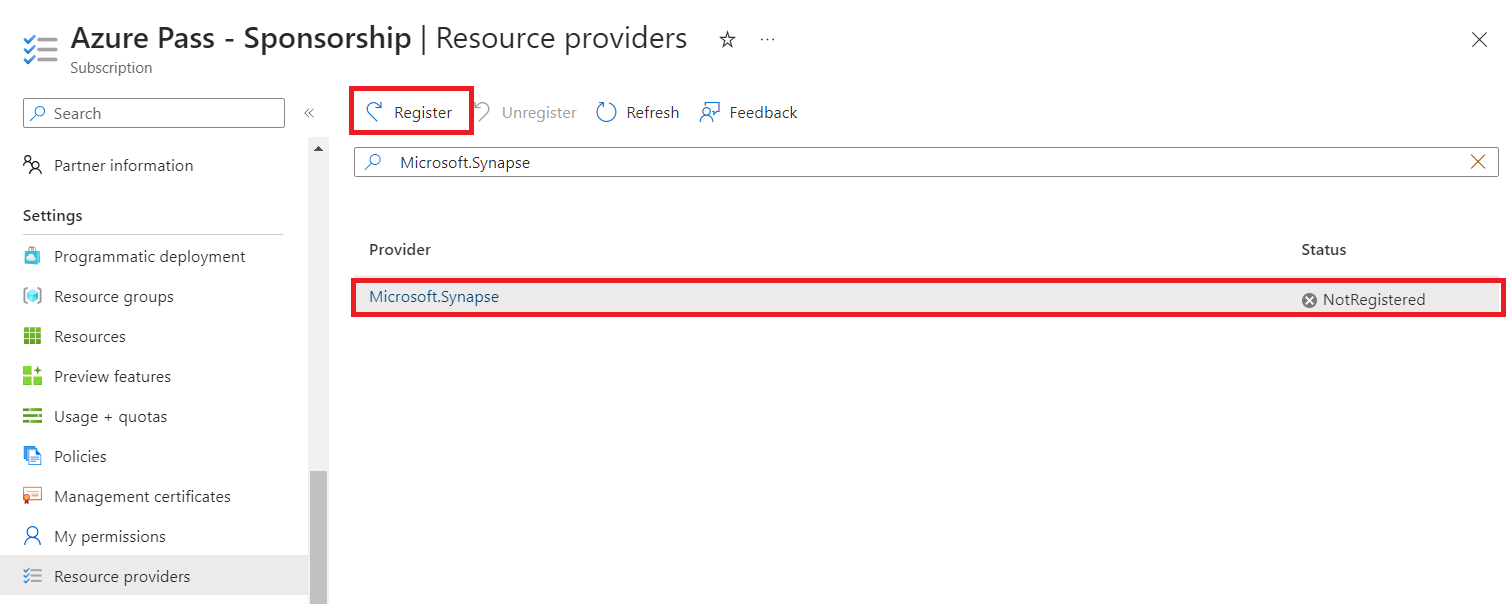 Azure Pass - Sponsorship | Resource providers
Subscription
Search
Partner information
Settings
Programmatic deployment
Resource groups
Resources
Preview features
Usage + quotas
Policies
Management certificates
My permissions
Resource providers
Register Unregister Refresh Feedback
Microsoft.Synapse
Provider Status
Microsoft.Synapse NotRegistered